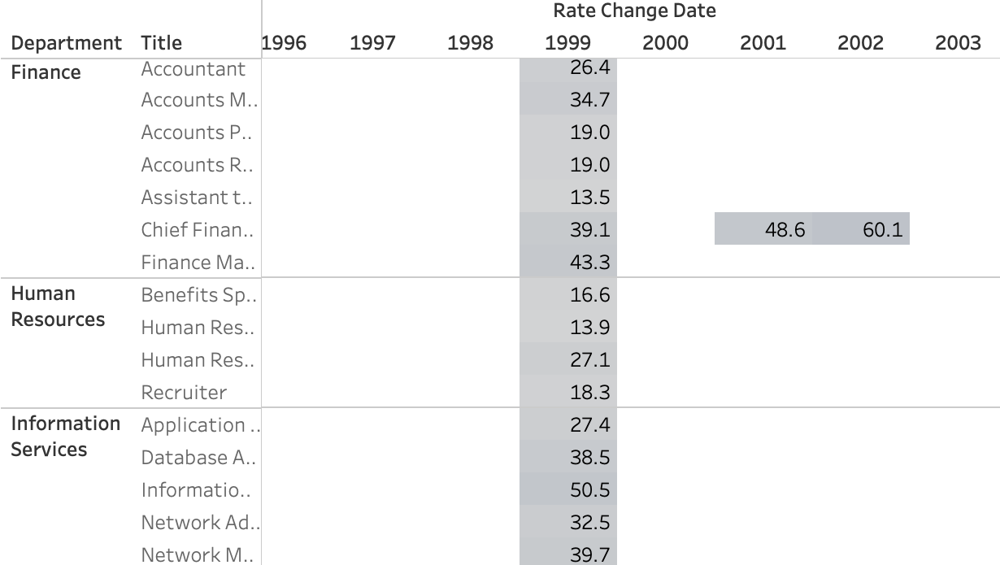 Rate Change Date
Department Title 1996 1997 1998 1999 2000 2001 2002 2003
Finance Accountant 26.4
Accounts M.. 34.7
Accounts P.. 19.0
Accounts R.. 19.0
Assistant t.. 13.5
Chief Finan.. 39.1 48.6 60.1
Finance Ma.. 43.3
Human Benefits Sp.. 16.6
Resources Human Res.. 13.9
Human Res.. 27.1
Recruiter 18.3
Information Application .. 27.4
Services Database A.. 38.5
Informatio.. 50.5
Network Ad.. 32.5
Network M.. 39.7